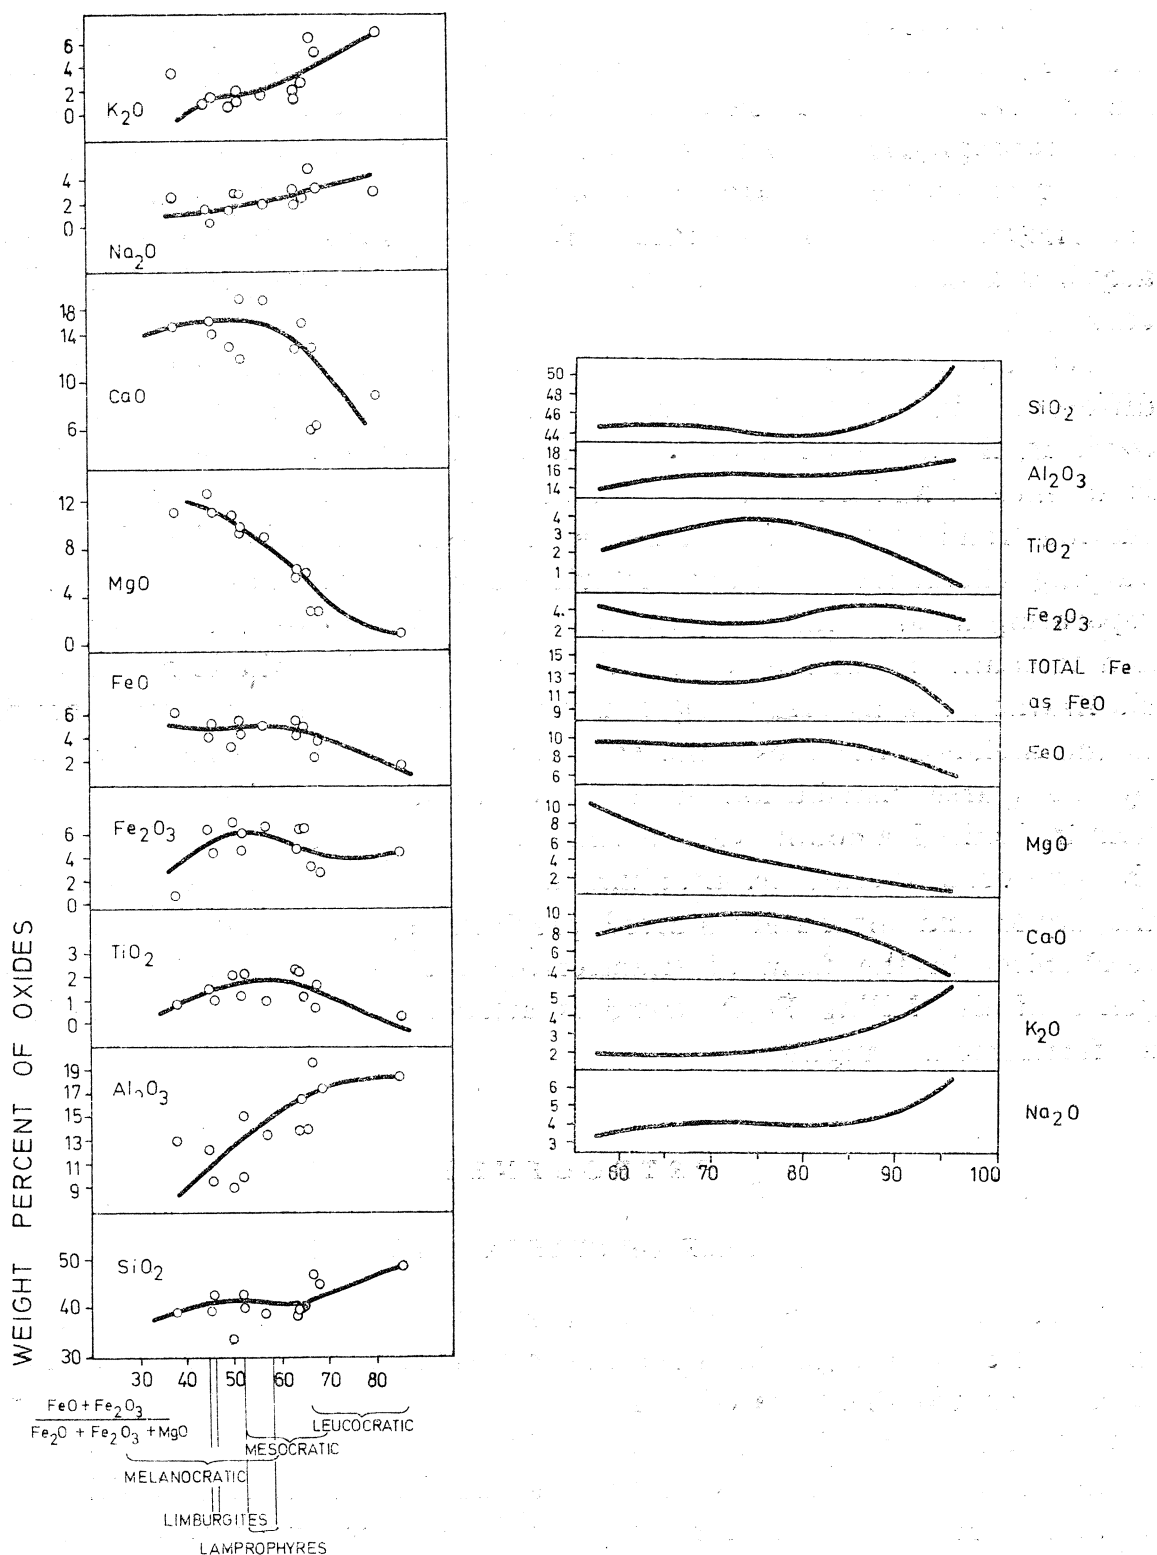 WEIGHT PERCENT OF OXIDES
6
4
2
0
K2O
4
2
0
Na2O
18
14
10
6
CaO
12
8
4
0
MgO
FeO
6
4
2
Fe2O3
6
4
2
0
TiO2
3
2
1
0
Al2O3
19
17
15
13
11
9
SiO2
50
40
30
30 40 50 60 70 80
FeO + Fe2O3
Fe2O + Fe2O3 + MgO
LEUCOCRATIC
MESOCRATIC
MELANOCRATIC
LIMBURGITES
LAMPROPHYRES
50
48
46
44
SiO2
18
16
14
Al2O3
4
3
2
1
TiO2
4
2
Fe2O3
15
13
11
9
TOTAL Fe
as FeO
10
8
6
FeO
10
8
6
4
2
MgO
10
8
6
4
CaO
5
4
3
2
K2O
6
5
4
3
Na2O
60 70 80 90 100